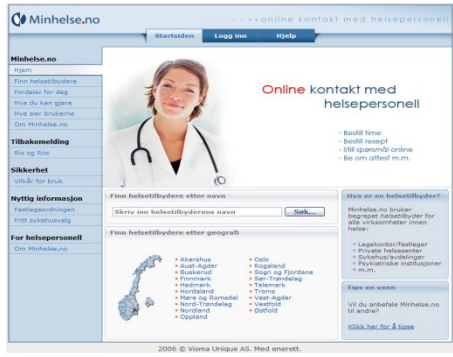 Minhelse.no
online kontakt med helsepersonell
Startsiden Logg inn Hjelp
Minhelse.no
Hjem
Finn helsetilbydere
Fordeler for deg
Hva du kan gjøre
Hva sier brukerne
Om Minhelse.no
Tilbakemelding
Ris og Ros
Sikkerhet
Vilkår for bruk
Nyttig informasjon
Fastlegeordningen
Fritt sykehusvalg
For helsepersonell
Om Minhelse.no
Online kontakt med
helsepersonell
- Bestill time
- Bestill resept
- Still spørsmål online
- Be om attest m.m.
Finn helsetilbydere etter navn
Skriv inn helsetilbyderens navn Søk...
Finn helsetilbydere etter geografi
Akershus
Aust-Agder
Buskerud
Finnmark
Hedmark
Hordaland
Møre og Romsdal
Nord-Trøndelag
Nordland
Oppland
Oslo
Rogaland
Sogn og Fjordane
Sør-Trøndelag
Telemark
Troms
Vest-Agder
Vestfold
Østfold
Hva er en helsetilbyder?
Minhelse.no bruker
begrepet helsetilbyder for
alle virksomheter innen
helse:
Legekontor/fastleger
Private helsesenter
Sykehus/avdelinger
Psykiatriske institusjoner
m.m.
Tips en venn
Vil du anbefale Minhelse.no
til andre?
Klikk her for å tipse
2006 © Visma Unique AS. Med enerett.